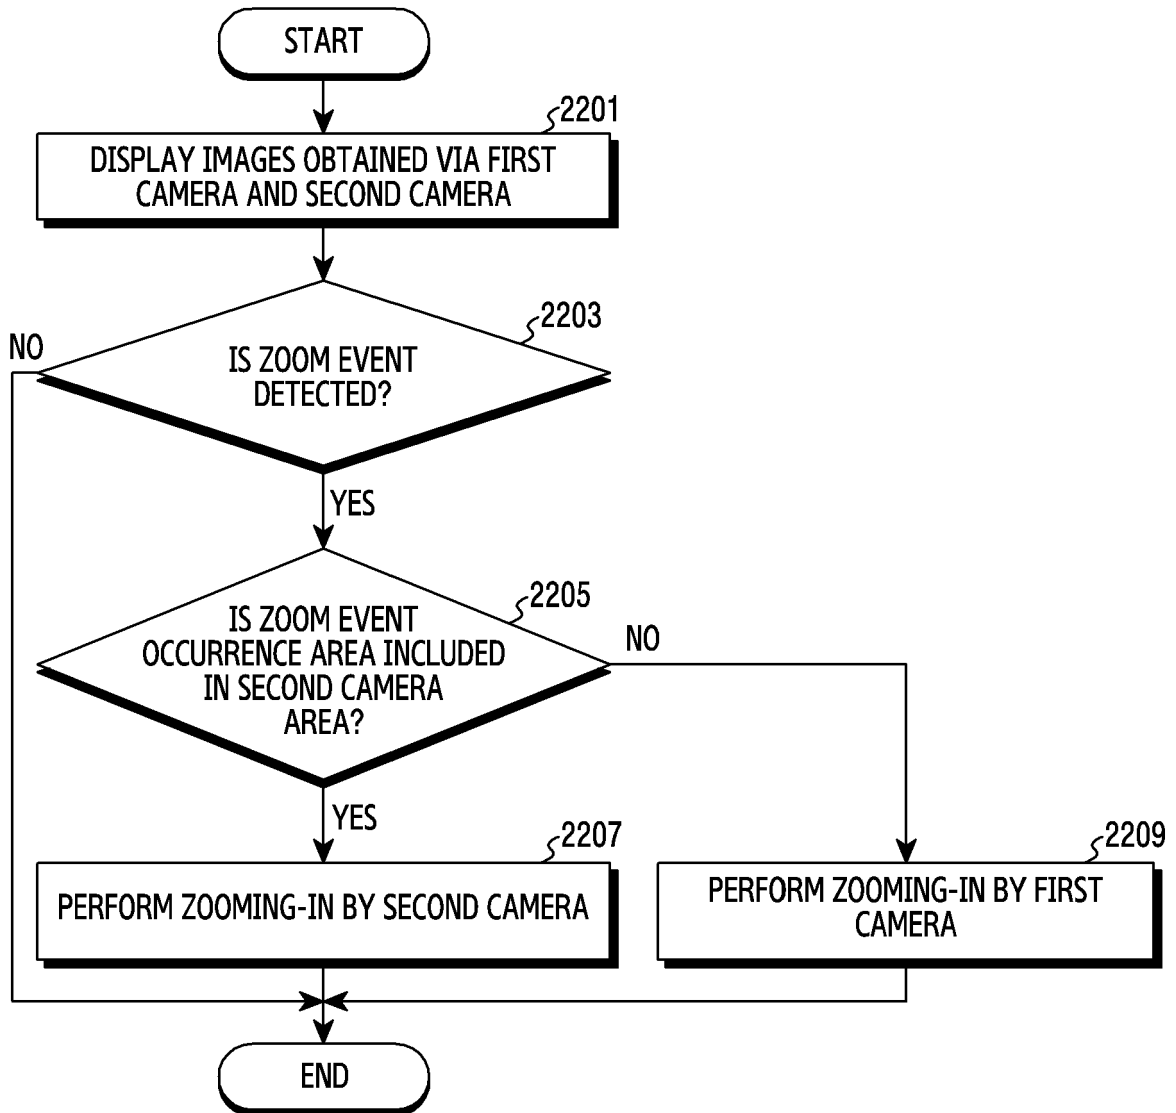 START
2201
DISPLAY IMAGES OBTAINED VIA FIRST
CAMERA AND SECOND CAMERA
2203
NO
IS ZOOM EVENT
DETECTED?
YES
2205
IS ZOOM EVENT
OCCURRENCE AREA INCLUDED
IN SECOND CAMERA
AREA?
NO
YES
2207
PERFORM ZOOMING-IN BY SECOND CAMERA
2209
PERFORM ZOOMING-IN BY FIRST
CAMERA
END